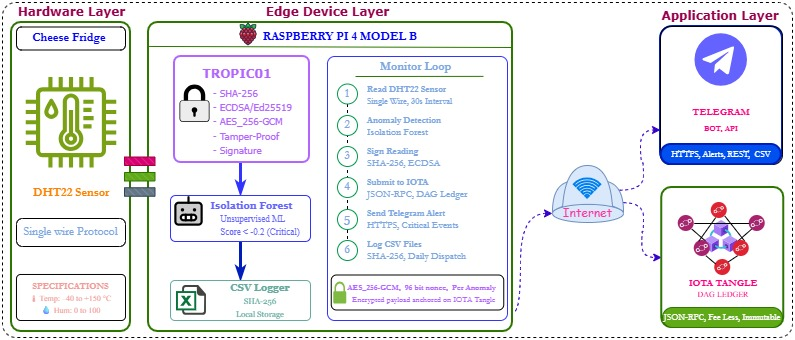 Hardware Layer
Cheese Fridge
DHT22 Sensor
Single wire Protocol
SPECIFICATIONS
Temp: -40 to +150 °C
Hum: 0 to 100
Edge Device Layer
RASPBERRY PI 4 MODEL B
TROPIC01
- SHA-256
- ECDSA/Ed25519
- AES_256-GCM
- Tamper-Proof
- Signature
Isolation Forest
Unsupervised ML
Score < -0.2 (Critical)
CSV Logger
SHA-256
Local Storage
Monitor Loop
1 Read DHT22 Sensor
Single Wire, 30s Interval
2 Anomaly Detection
Isolation Forest
3 Sign Reading
SHA-256, ECDSA
4 Submit to IOTA
JSON-RPC, DAG Ledger
5 Send Telegram Alert
HTTPS, Critical Events
6 Log CSV Files
SHA-256, Daily Dispatch
AES_256-GCM, 96 bit nonce, Per Anomaly
Encrypted payload anchored on IOTA Tangle
Internet
Application Layer
TELEGRAM
BOT, API
HTTPS, Alerts, REST, CSV
IOTA TANGLE
DAG LEDGER
JSON-RPC, Fee Less, Immutable